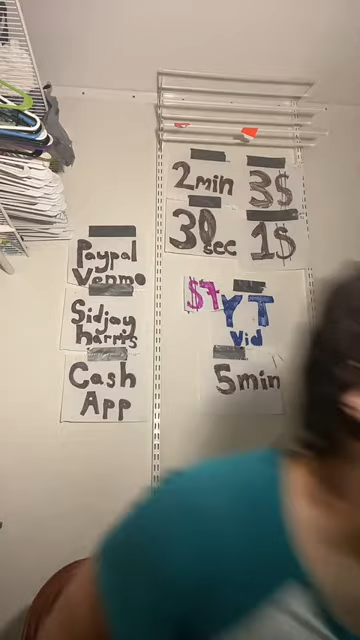 2min 3$
30sec 1$
Paypal
Venmo
Sidjay
harris
Cash
App
$7 YT
Vid
5min